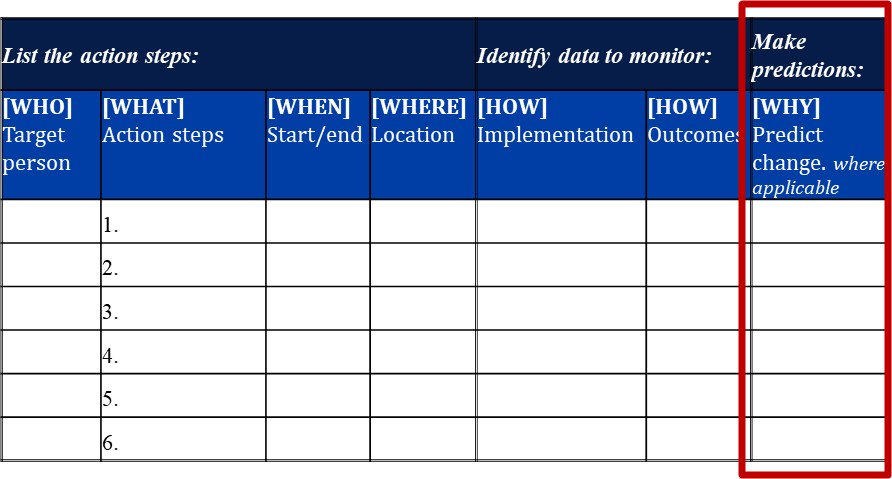 List the action steps:
Identify data to monitor:
Make
predictions:
[WHO]
Target
person
[WHAT]
Action steps
[WHEN]
Start/end
[WHERE]
Location
[HOW]
Implementation
[HOW]
Outcomes
[WHY]
Predict
change. where
applicable
1.
2.
3.
4.
5.
6.